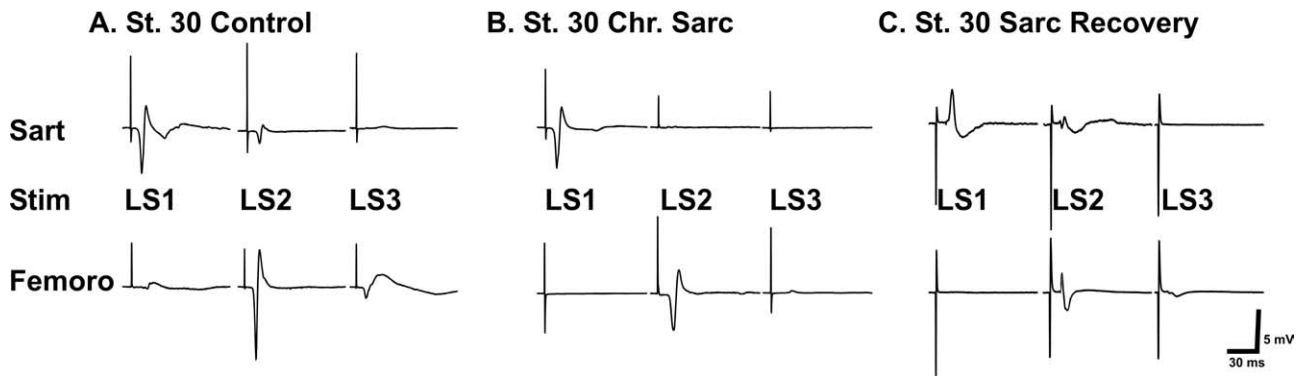 A. St. 30 Control B. St. 30 Chr. Sarc C. St. 30 Sarc Recovery
Sart
Stim LS1 LS2 LS3 LS1 LS2 LS3 LS1 LS2 LS3
Femoro
5 mW
30 ms